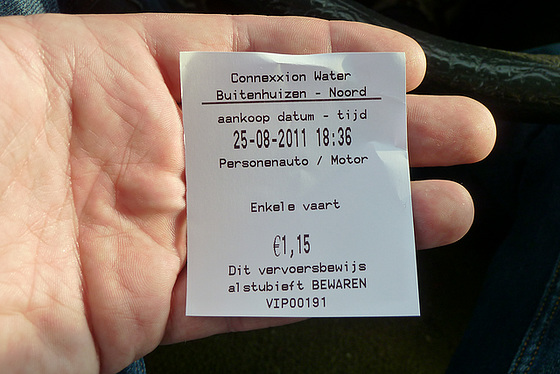 Connexxion Water
Buitenhuizen - Noord
aankoop datum - tijd
25-08-2011 18:36
Personenauto / Motor
Enkele vaart
€1,15
Dit vervoersbewijs
alstublieft BEWAREN
VIP00191